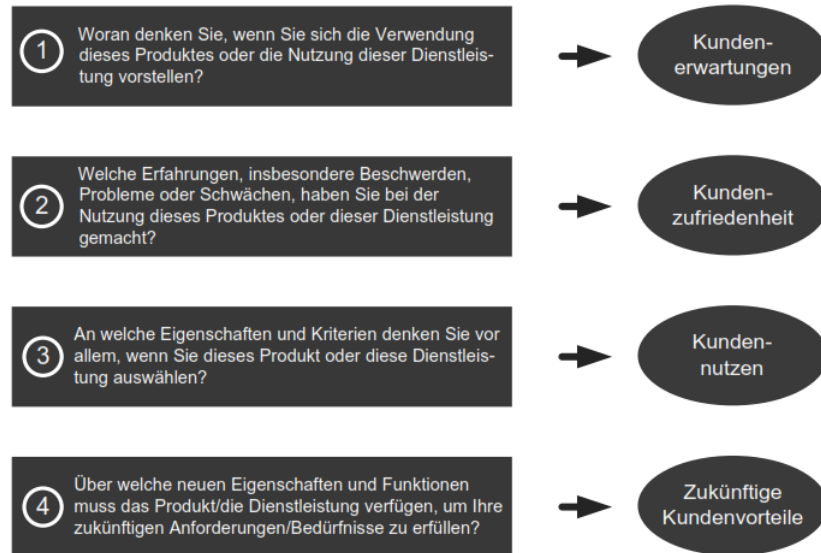 1
Woran denken Sie, wenn Sie sich die Verwendung
dieses Produktes oder die Nutzung dieser Dienstleis-
tung vorstellen?
Kunden-
erwartungen
2
Welche Erfahrungen, insbesondere Beschwerden,
Probleme oder Schwächen, haben Sie bei der
Nutzung dieses Produktes oder dieser Dienstleistung
gemacht?
Kunden-
zufriedenheit
3
An welche Eigenschaften und Kriterien denken Sie vor
allem, wenn Sie dieses Produkt oder diese Dienstleis-
tung auswählen?
Kunden-
nutzen
4
Über welche neuen Eigenschaften und Funktionen
muss das Produkt/die Dienstleistung verfügen, um Ihre
zukünftigen Anforderungen/Bedürfnisse zu erfüllen?
Zukünftige
Kundenvorteile